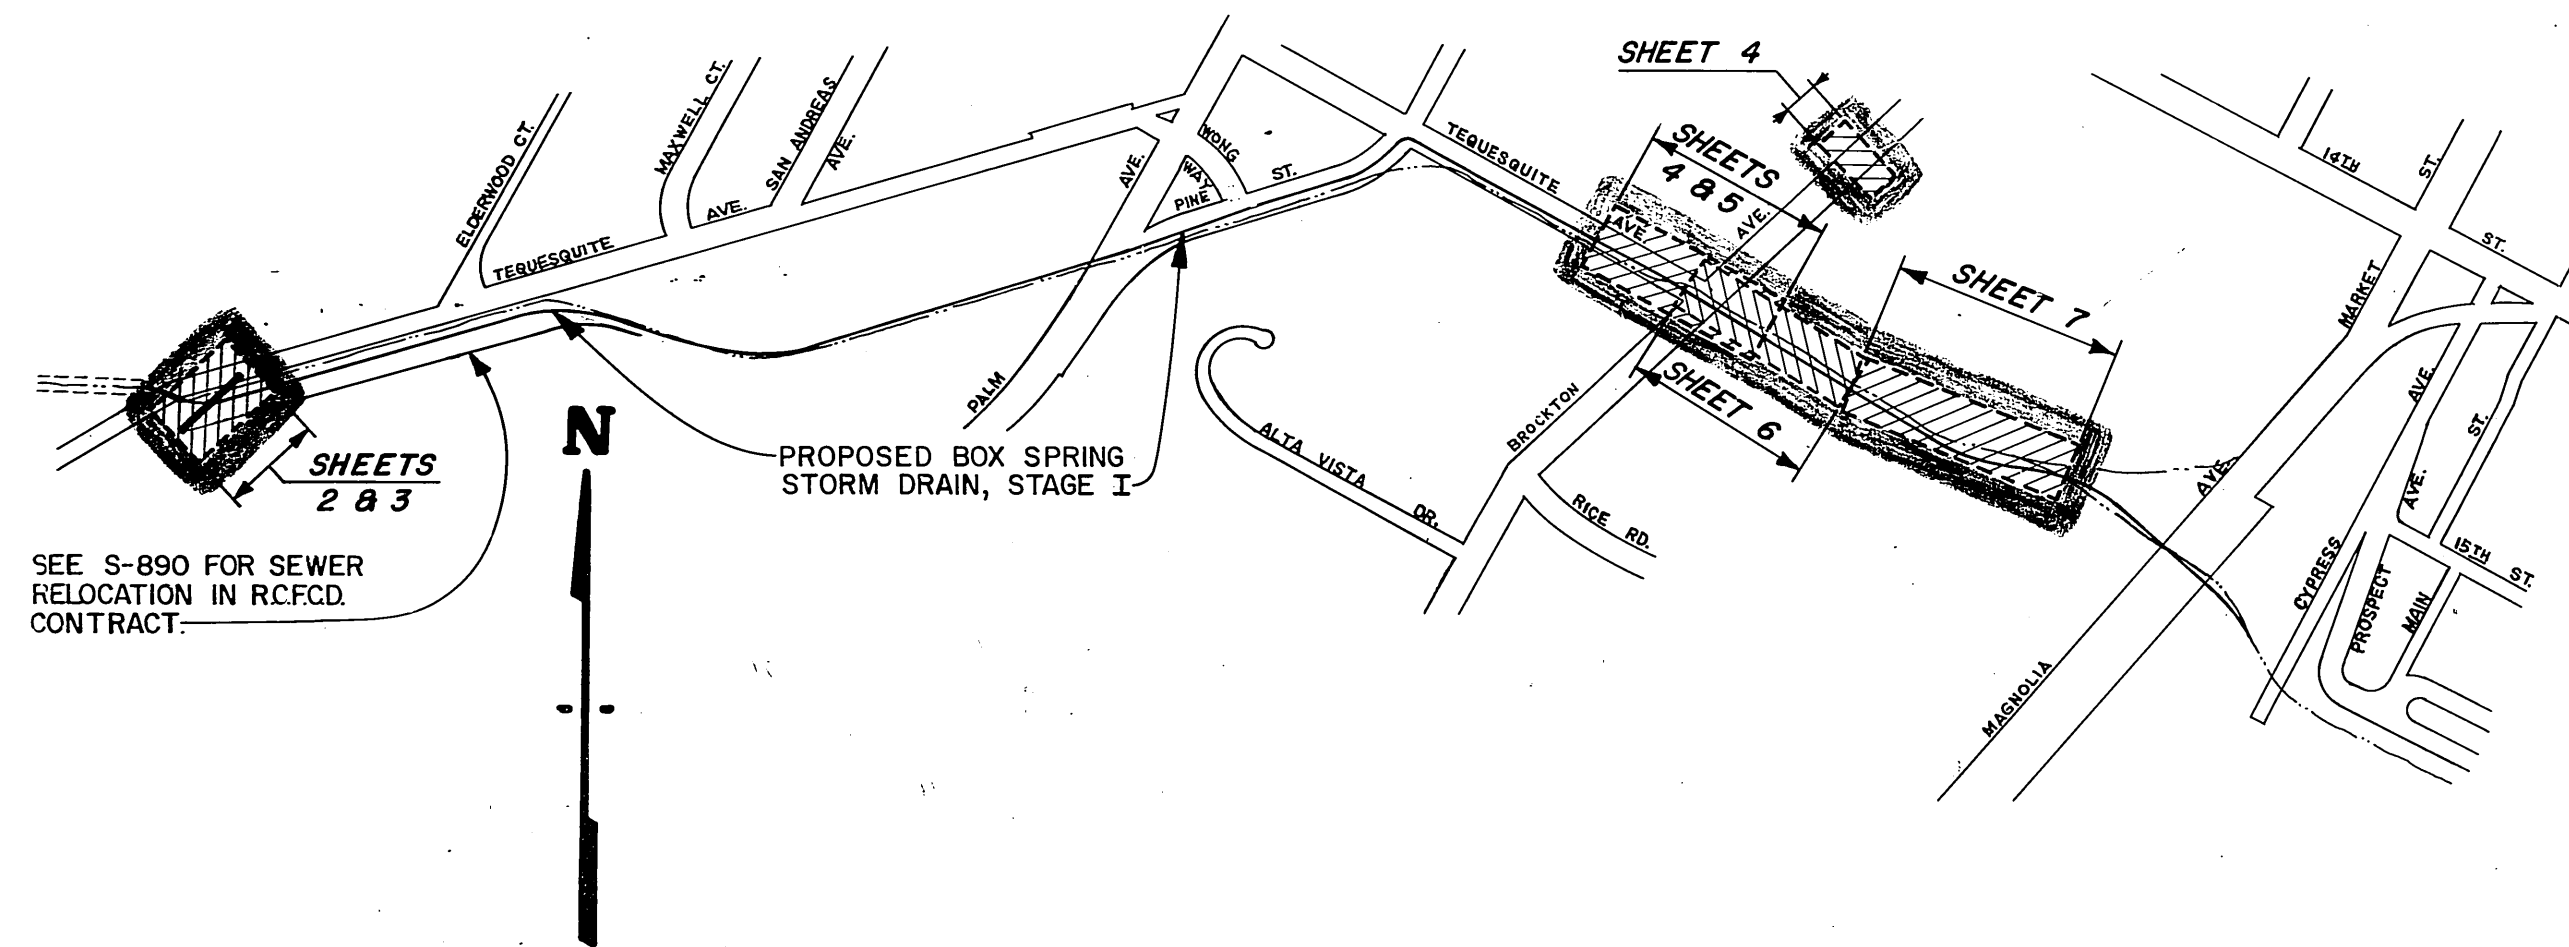 SHEET 4
ELDERWOOD CT.
MAXWELL CT.
SAN ANDREAS
AVE.
TEQUESQUITE
AVE.
WONG
WAY
PINE
ST.
AVE.
PALM
TEQUESQUITE
AVE.
SHEETS
4 & 5
AVE.
BROCKTON
SHEET 6
SHEET 7
14TH
ST.
ST.
MARKET
AVE.
MAGNOLIA
AVE.
CYPRESS
AVE.
PROSPECT
ST.
MAIN
15TH
ST.
ALTA VISTA
DR.
RICE RD.
SHEETS
2 & 3
N
PROPOSED BOX SPRING
STORM DRAIN, STAGE I
SEE S-890 FOR SEWER
RELOCATION IN R.C.F.C.D.
CONTRACT.